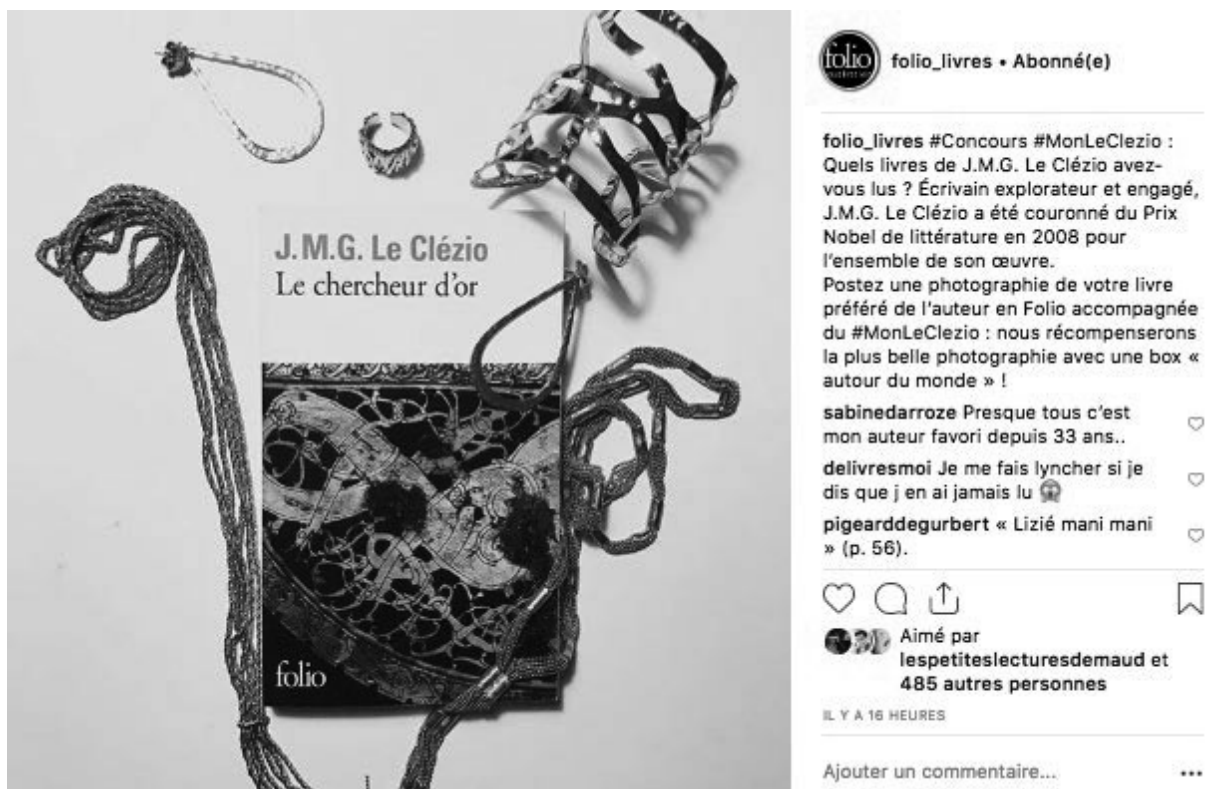 J.M.G. Le Clézio
Le chercheur d'or
folio
folio
folio_livres • Abonné(e)
folio_livres #Concours #MonLeClezio :
Quels livres de J.M.G. Le Clézio avez-
vous lus ? Écrivain explorateur et engagé,
J.M.G. Le Clézio a été couronné du Prix
Nobel de littérature en 2008 pour
l'ensemble de son œuvre.
Postez une photographie de votre livre
préféré de l'auteur en Folio accompagnée
du #MonLeClezio : nous récompenserons
la plus belle photographie avec une box «
autour du monde » !
sabinedarroze Presque tous c'est
mon auteur favori depuis 33 ans..
delivresmoi Je me fais lyncher si je
dis que j en ai jamais lu 😱
pigearddegurbert « Lizié mani mani
» (p. 56).
Aimé par
lespetiteslecturesdemaud et
485 autres personnes
IL Y A 16 HEURES
Ajouter un commentaire...